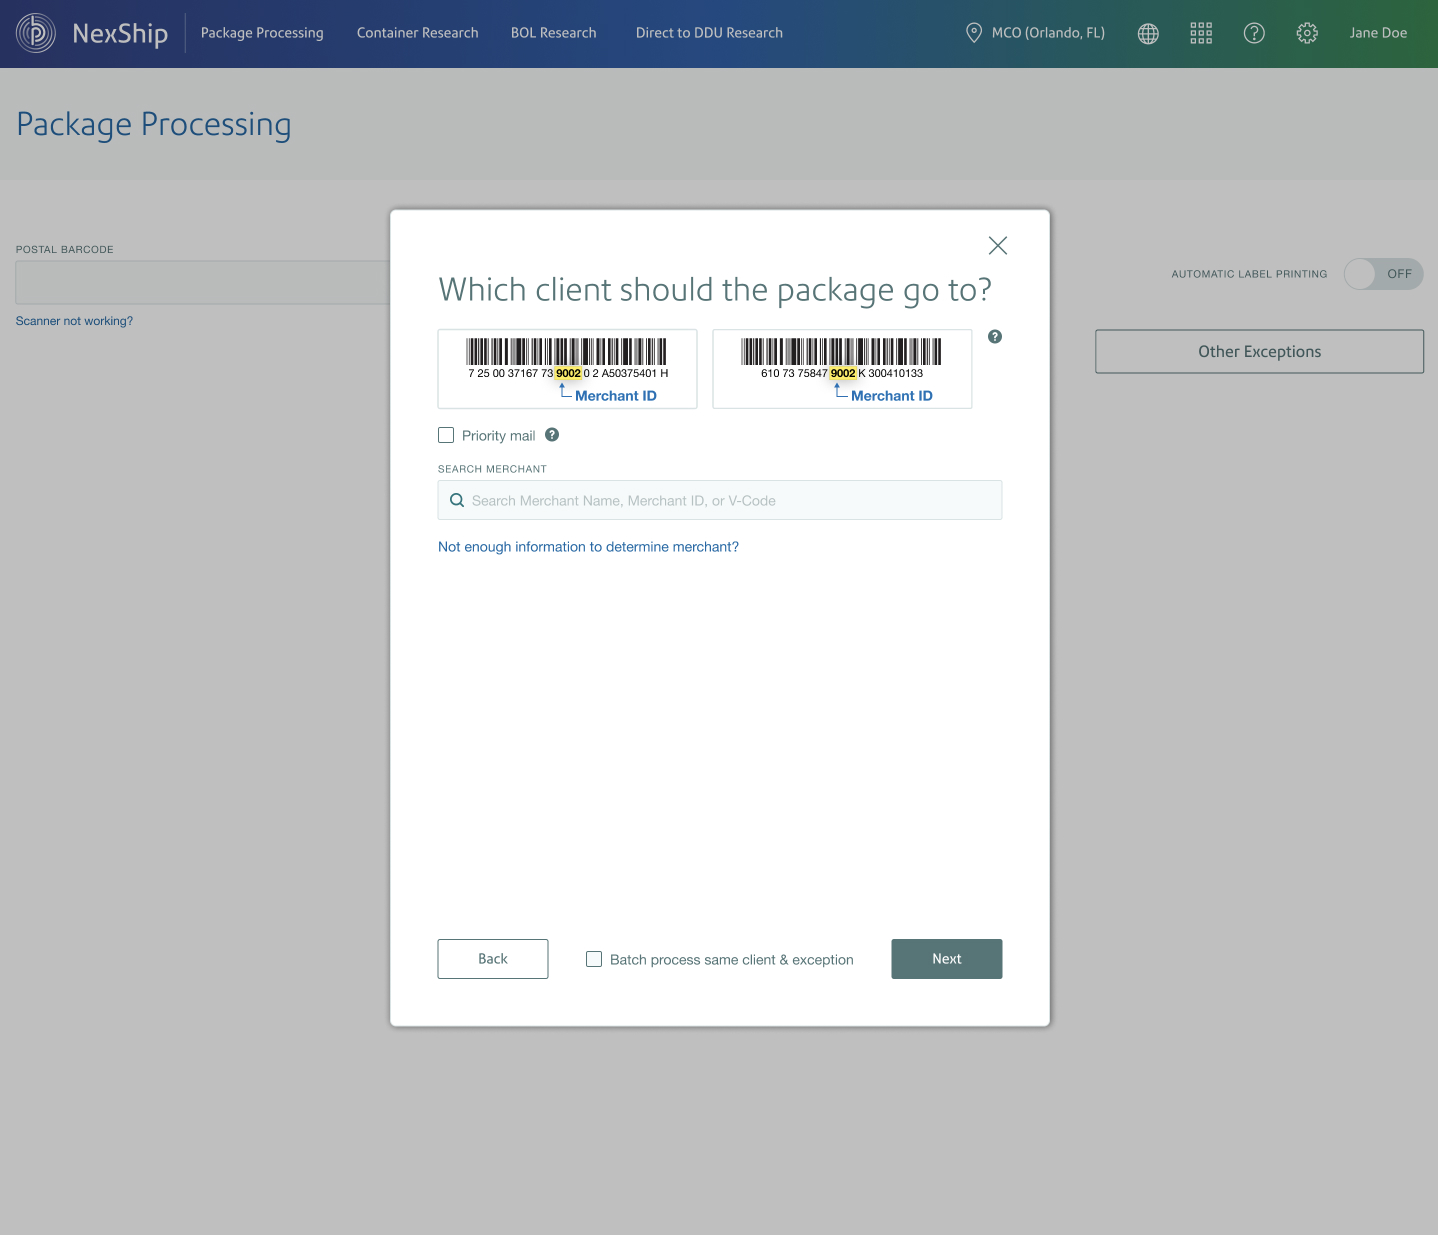 NexShip
Package Processing
Container Research
BOL Research
Direct to DDU Research
MCO (Orlando, FL)
Jane Doe
Package Processing
POSTAL BARCODE
Scanner not working?
AUTOMATIC LABEL PRINTING
OFF
Other Exceptions
Which client should the package go to?
7 25 00 37167 73 9002 0 2 A50375401 H
Merchant ID
610 73 75847 9002 K 300410133
Merchant ID
Priority mail
SEARCH MERCHANT
Search Merchant Name, Merchant ID, or V-Code
Not enough information to determine merchant?
Back
Batch process same client & exception
Next